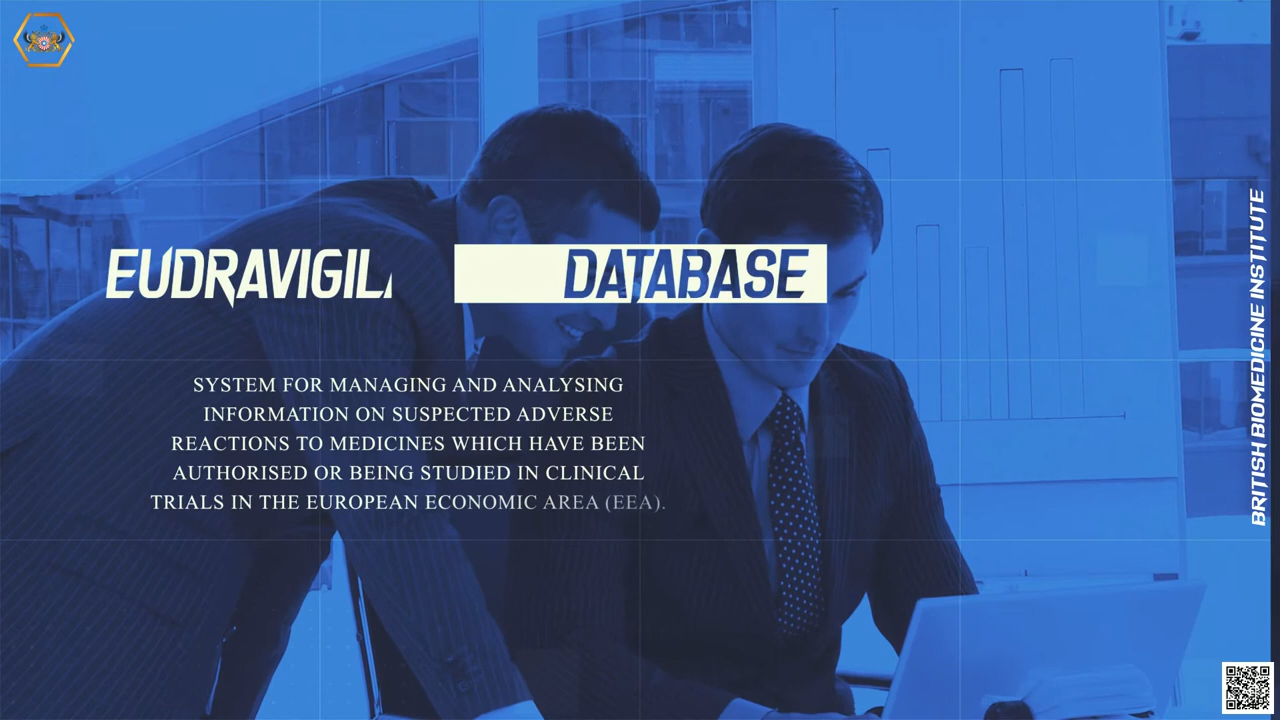 EUDRAVIGIL
DATABASE
SYSTEM FOR MANAGING AND ANALYSING
INFORMATION ON SUSPECTED ADVERSE
REACTIONS TO MEDICINES WHICH HAVE BEEN
AUTHORISED OR BEING STUDIED IN CLINICAL
TRIALS IN THE EUROPEAN ECONOMIC AREA (EEA).
BRITISH BIOMEDICINE INSTITUTE